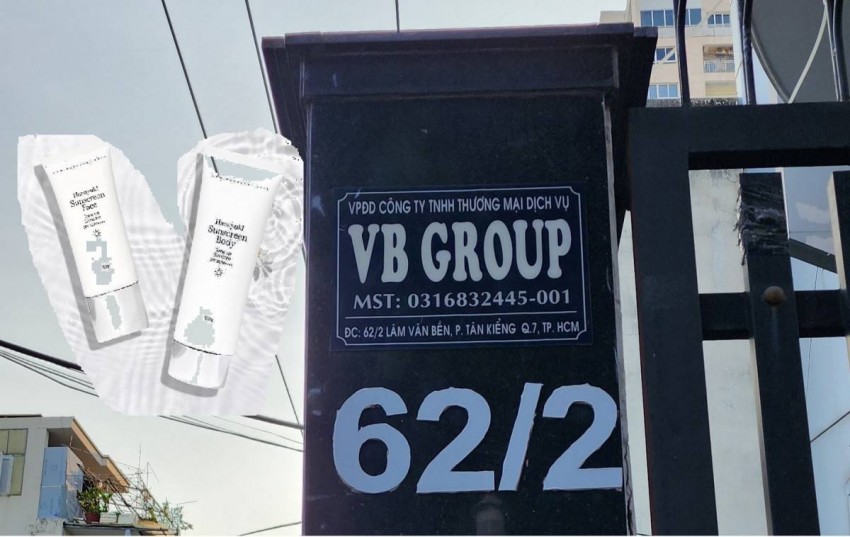 Sunscreen
Face
Sunscreen
Body
VPĐD CÔNG TY TNHH THƯƠNG MẠI DỊCH VỤ
VB GROUP
MST: 0316832445-001
ĐC: 62/2 LÂM VĂN BỀN, P. TÂN KIỂNG Q.7, TP. HCM
62/2